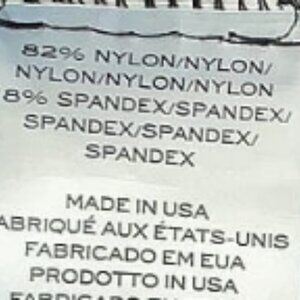 82% NYLON/NYLON/
NYLON/NYLON/NYLON
8% SPANDEX/SPANDEX/
SPANDEX/SPANDEX/
SPANDEX
MADE IN USA
ABRIQUÉ AUX ÉTATS-UNIS
FABRICADO EM EUA
PRODOTTO IN USA